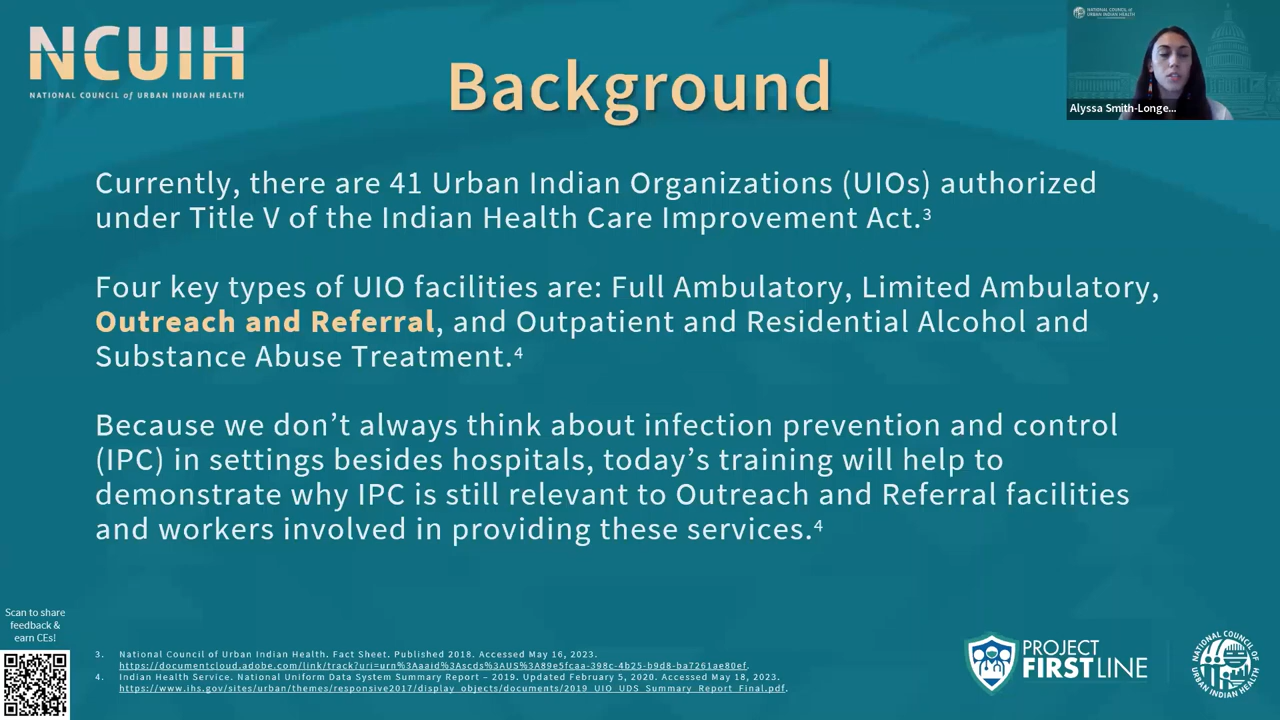 NCUIH
NATIONAL COUNCIL of URBAN INDIAN HEALTH
Background
NATIONAL COUNCIL of
URBAN INDIAN HEALTH
Alyssa Smith-Longe...
Currently, there are 41 Urban Indian Organizations (UIOs) authorized
under Title V of the Indian Health Care Improvement Act.3
Four key types of UIO facilities are: Full Ambulatory, Limited Ambulatory,
Outreach and Referral, and Outpatient and Residential Alcohol and
Substance Abuse Treatment.4
Because we don’t always think about infection prevention and control
(IPC) in settings besides hospitals, today’s training will help to
demonstrate why IPC is still relevant to Outreach and Referral facilities
and workers involved in providing these services.4
Scan to share
feedback &
earn CEs!
3. National Council of Urban Indian Health. Fact Sheet. Published 2018. Accessed May 16, 2023.
https://documentcloud.adobe.com/link/track?uri=urn%3Aaaid%3Ascds%3AUS%3A89e5fcaa-398c-4b25-b9d8-ba7261ae80ef.
4. Indian Health Service. National Uniform Data System Summary Report – 2019. Updated February 5, 2020. Accessed May 18, 2023.
https://www.ihs.gov/sites/urban/themes/responsive2017/display_objects/documents/2019_UIO_UDS_Summary_Report_Final.pdf.
PROJECT
FIRSTLINE
NATIONAL COUNCIL OF
URBAN INDIAN HEALTH